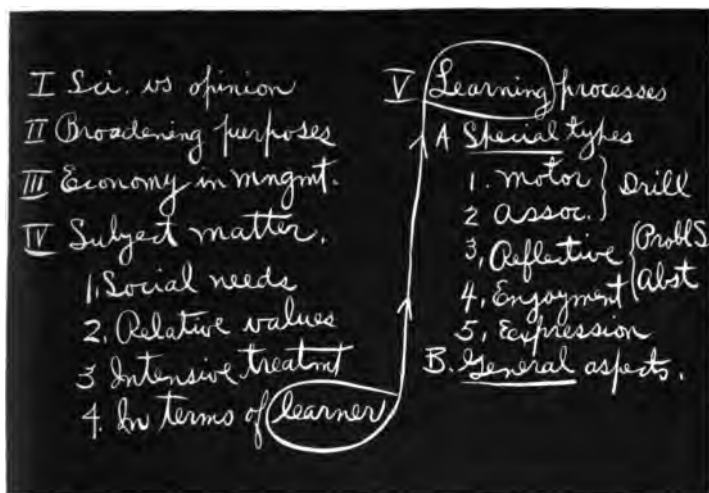 I Sci. vs opinion
II Broadening purposes
III Economy in mngmt.
IV Subject matter.
1. Social needs
2. Relative values
3 Intensive treatmt
4. In terms of learner
V Learning processes
A Special types
1. Motor } Drill
2 Assoc. }
3. Reflective { Probl S
4. Enjoyment { Abst
5. Expression
B. General aspects.